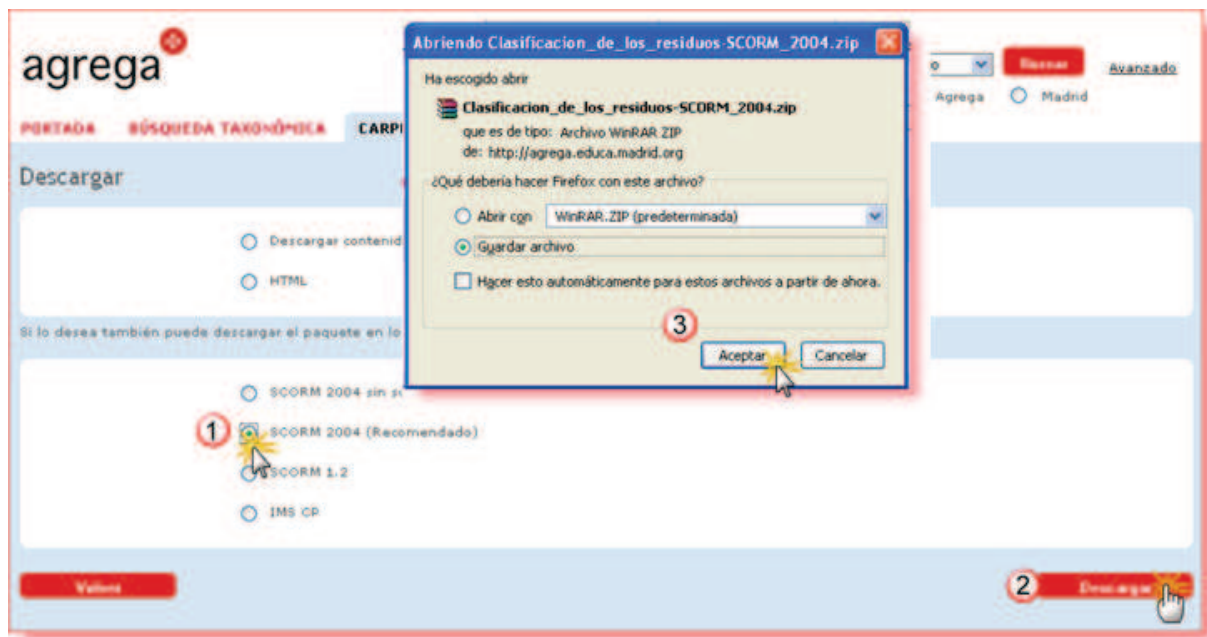 agrega
Avanzado
Agrega
Madrid
PORTADA
BÚSQUEDA TAXONÓMICA
CARP
Descargar
Descargar contenid
HTML
Si lo desea también puede descargar el paquete en lo
SCORM 2004 sin
1
SCORM 2004 (Recomendado)
SCORM 1.2
IMS CP
2
Descargar
Abriendo Clasificacion_de_los_residuos-SCORM_2004.zip
Ha escogido abrir
Clasificacion_de_los_residuos-SCORM_2004.zip
que es de tipo: Archivo WinRAR ZIP
de: http://agrega.educa.madrid.org
¿Qué debería hacer Firefox con este archivo?
Abrir con WinRAR.ZIP (predeterminada)
Guardar archivo
Hacer esto automáticamente para estos archivos a partir de ahora.
3
Aceptar
Cancelar